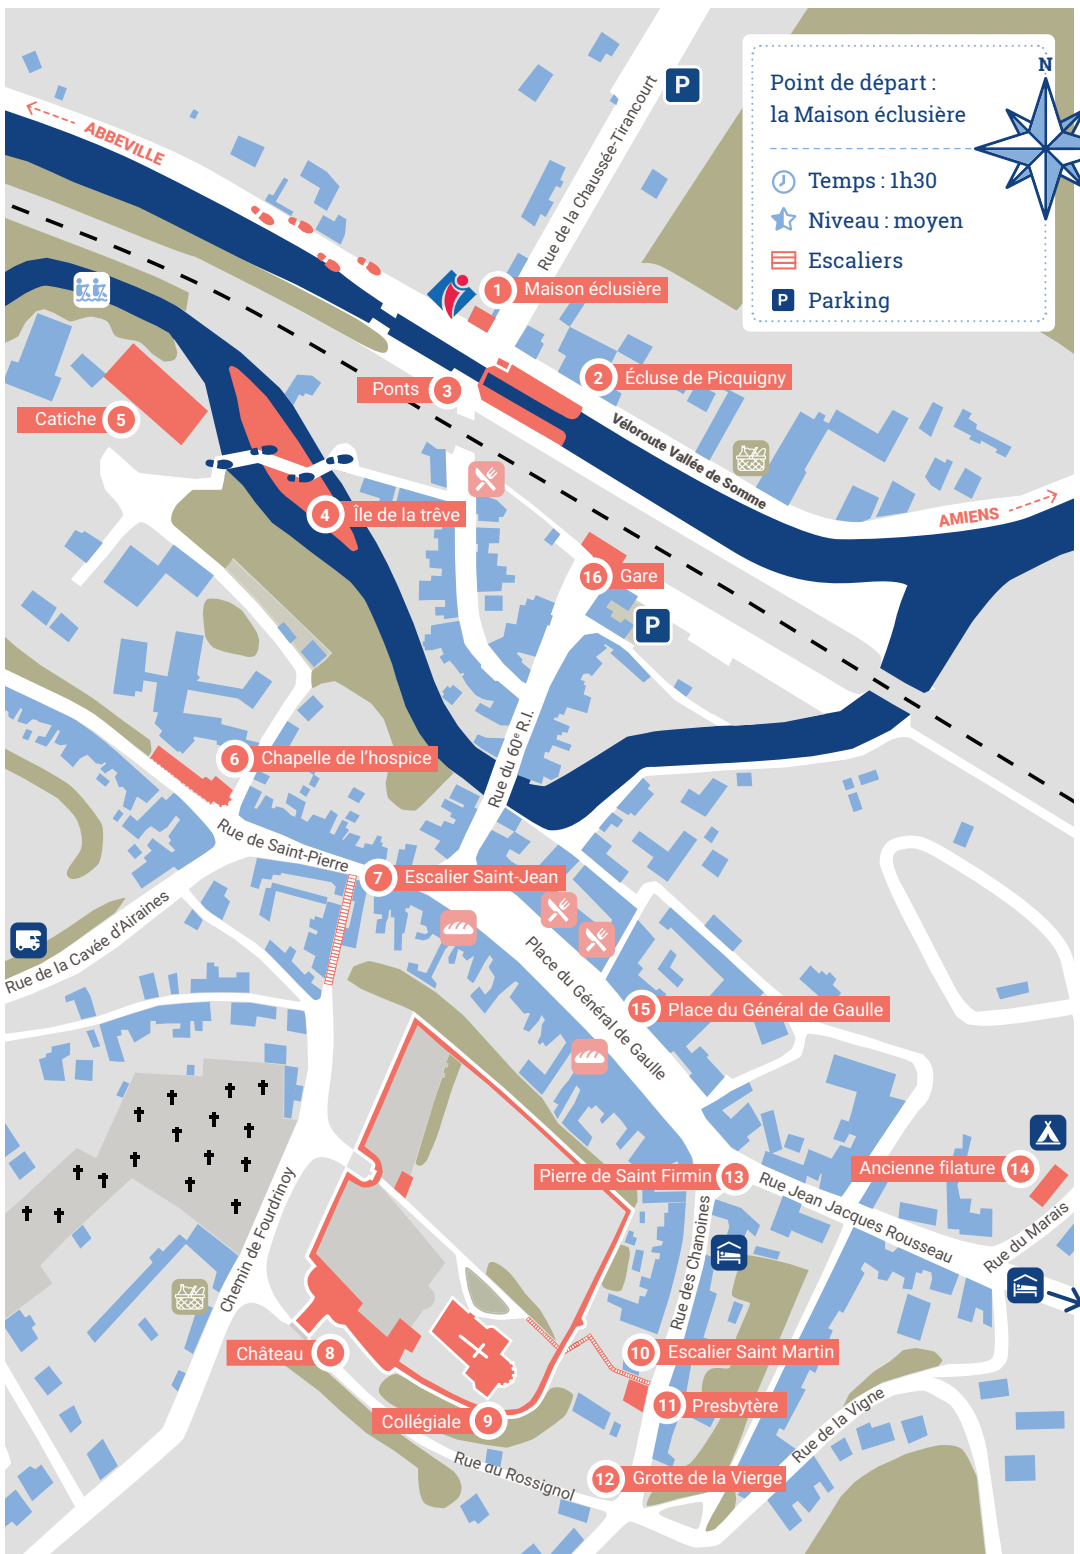 Point de départ :
la Maison éclusière
N
Temps : 1h30
Niveau : moyen
Escaliers
P Parking
P
ABBEVILLE
Rue de la Chaussée-Tirancourt
1 Maison éclusière
2 Écluse de Picquigny
Ponts 3
Catiche 5
Véloroute Vallée de Somme
AMIENS
4 Île de la trêve
16 Gare
P
Rue du 60e R.I.
6 Chapelle de l'hospice
Rue de Saint-Pierre
7 Escalier Saint-Jean
Rue de la Cavée d'Airaines
Place du Général de Gaulle
15 Place du Général de Gaulle
Pierre de Saint Firmin 13
Ancienne filature 14
Rue Jean Jacques Rousseau
Rue du Marais
Rue des Chanoines
Chemin de Fourdrinoy
Château 8
10 Escalier Saint Martin
11 Presbytère
Collégiale 9
Rue de la Vigne
Rue du Rossignol
12 Grotte de la Vierge